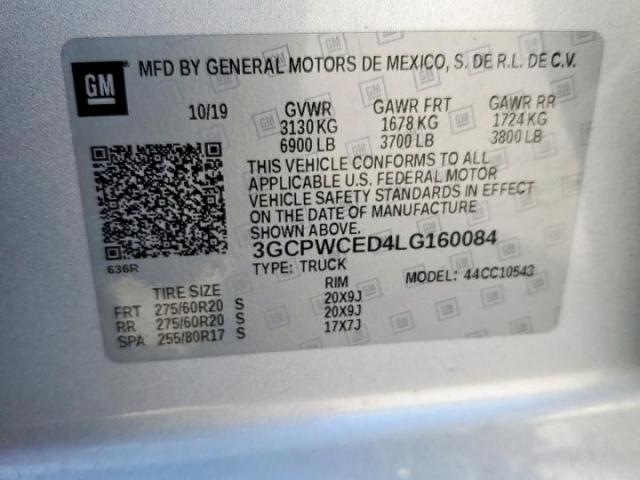 GM
MFD BY GENERAL MOTORS DE MEXICO, S. DE R.L. DE C.V.
10/19 GVWR GAWR FRT GAWR RR
3130 KG 1678 KG 1724 KG
6900 LB 3700 LB 3800 LB
THIS VEHICLE CONFORMS TO ALL
APPLICABLE U.S. FEDERAL MOTOR
VEHICLE SAFETY STANDARDS IN EFFECT
ON THE DATE OF MANUFACTURE
SHOWN ABOVE.
3GCPWCED4LG160084
636R
TYPE: TRUCK MODEL: 44CC10543
TIRE SIZE RIM
FRT 275/60R20 S 20X9J
RR 275/60R20 S 20X9J
SPA 255/80R17 S 17X7J